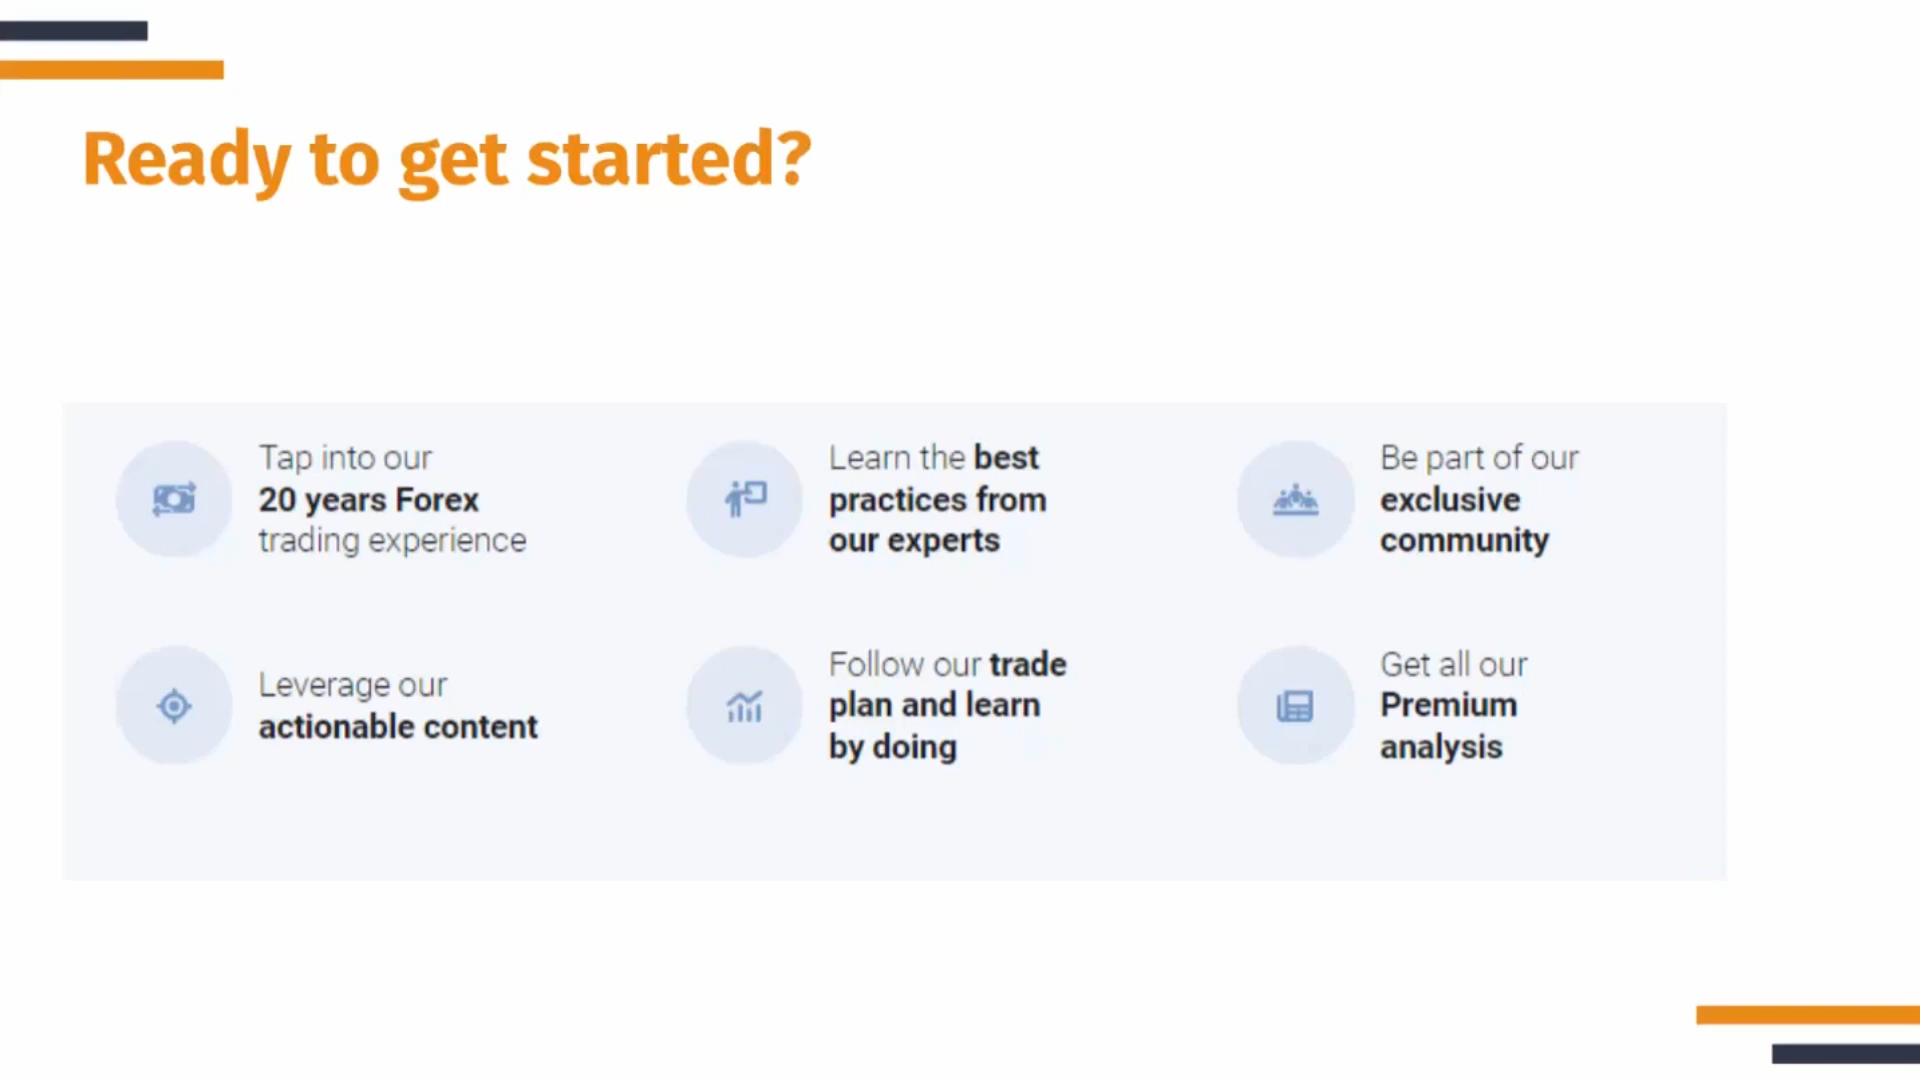 Ready to get started?
Tap into our
20 years Forex
trading experience
Learn the best
practices from
our experts
Be part of our
exclusive
community
Leverage our
actionable content
Follow our trade
plan and learn
by doing
Get all our
Premium
analysis